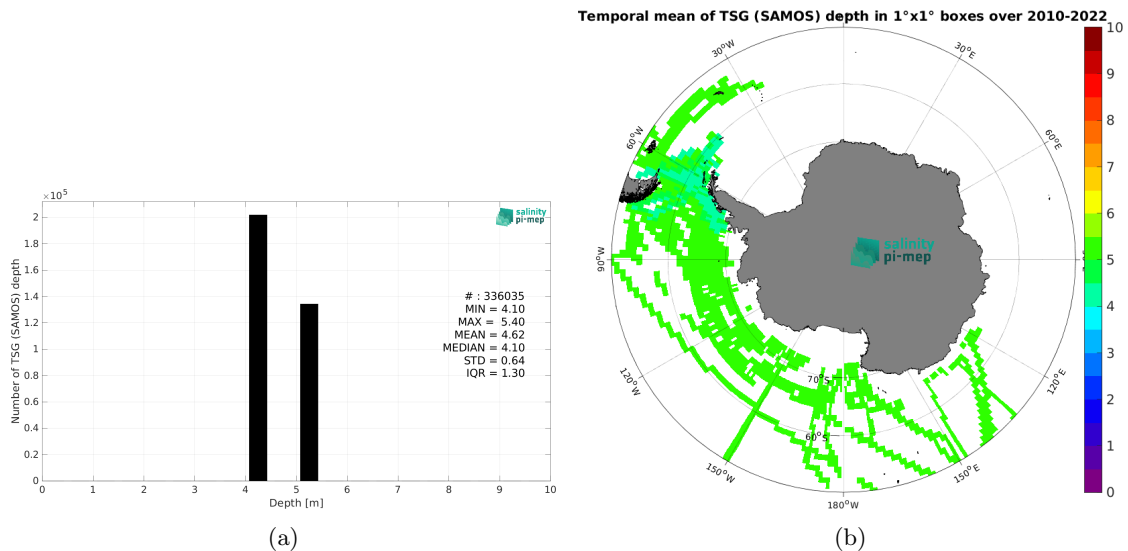 Temporal mean of TSG (SAMOS) depth in 1°x1° boxes over 2010-2022
×10⁵
2
1.8
1.6
1.4
1.2
1
0.8
0.6
0.4
0.2
0
Number of TSG (SAMOS) depth
0 1 2 3 4 5 6 7 8 9 10
Depth [m]
salinity
pi-mep
# : 336035
MIN = 4.10
MAX = 5.40
MEAN = 4.62
MEDIAN = 4.10
STD = 0.64
IQR = 1.30
(a)
30°W
30°E
60°W
60°E
90°W
120°W
120°E
150°W
150°E
180°W
70°S
60°S
salinity
pi-mep
10
9
8
7
6
5
4
3
2
1
0
(b)